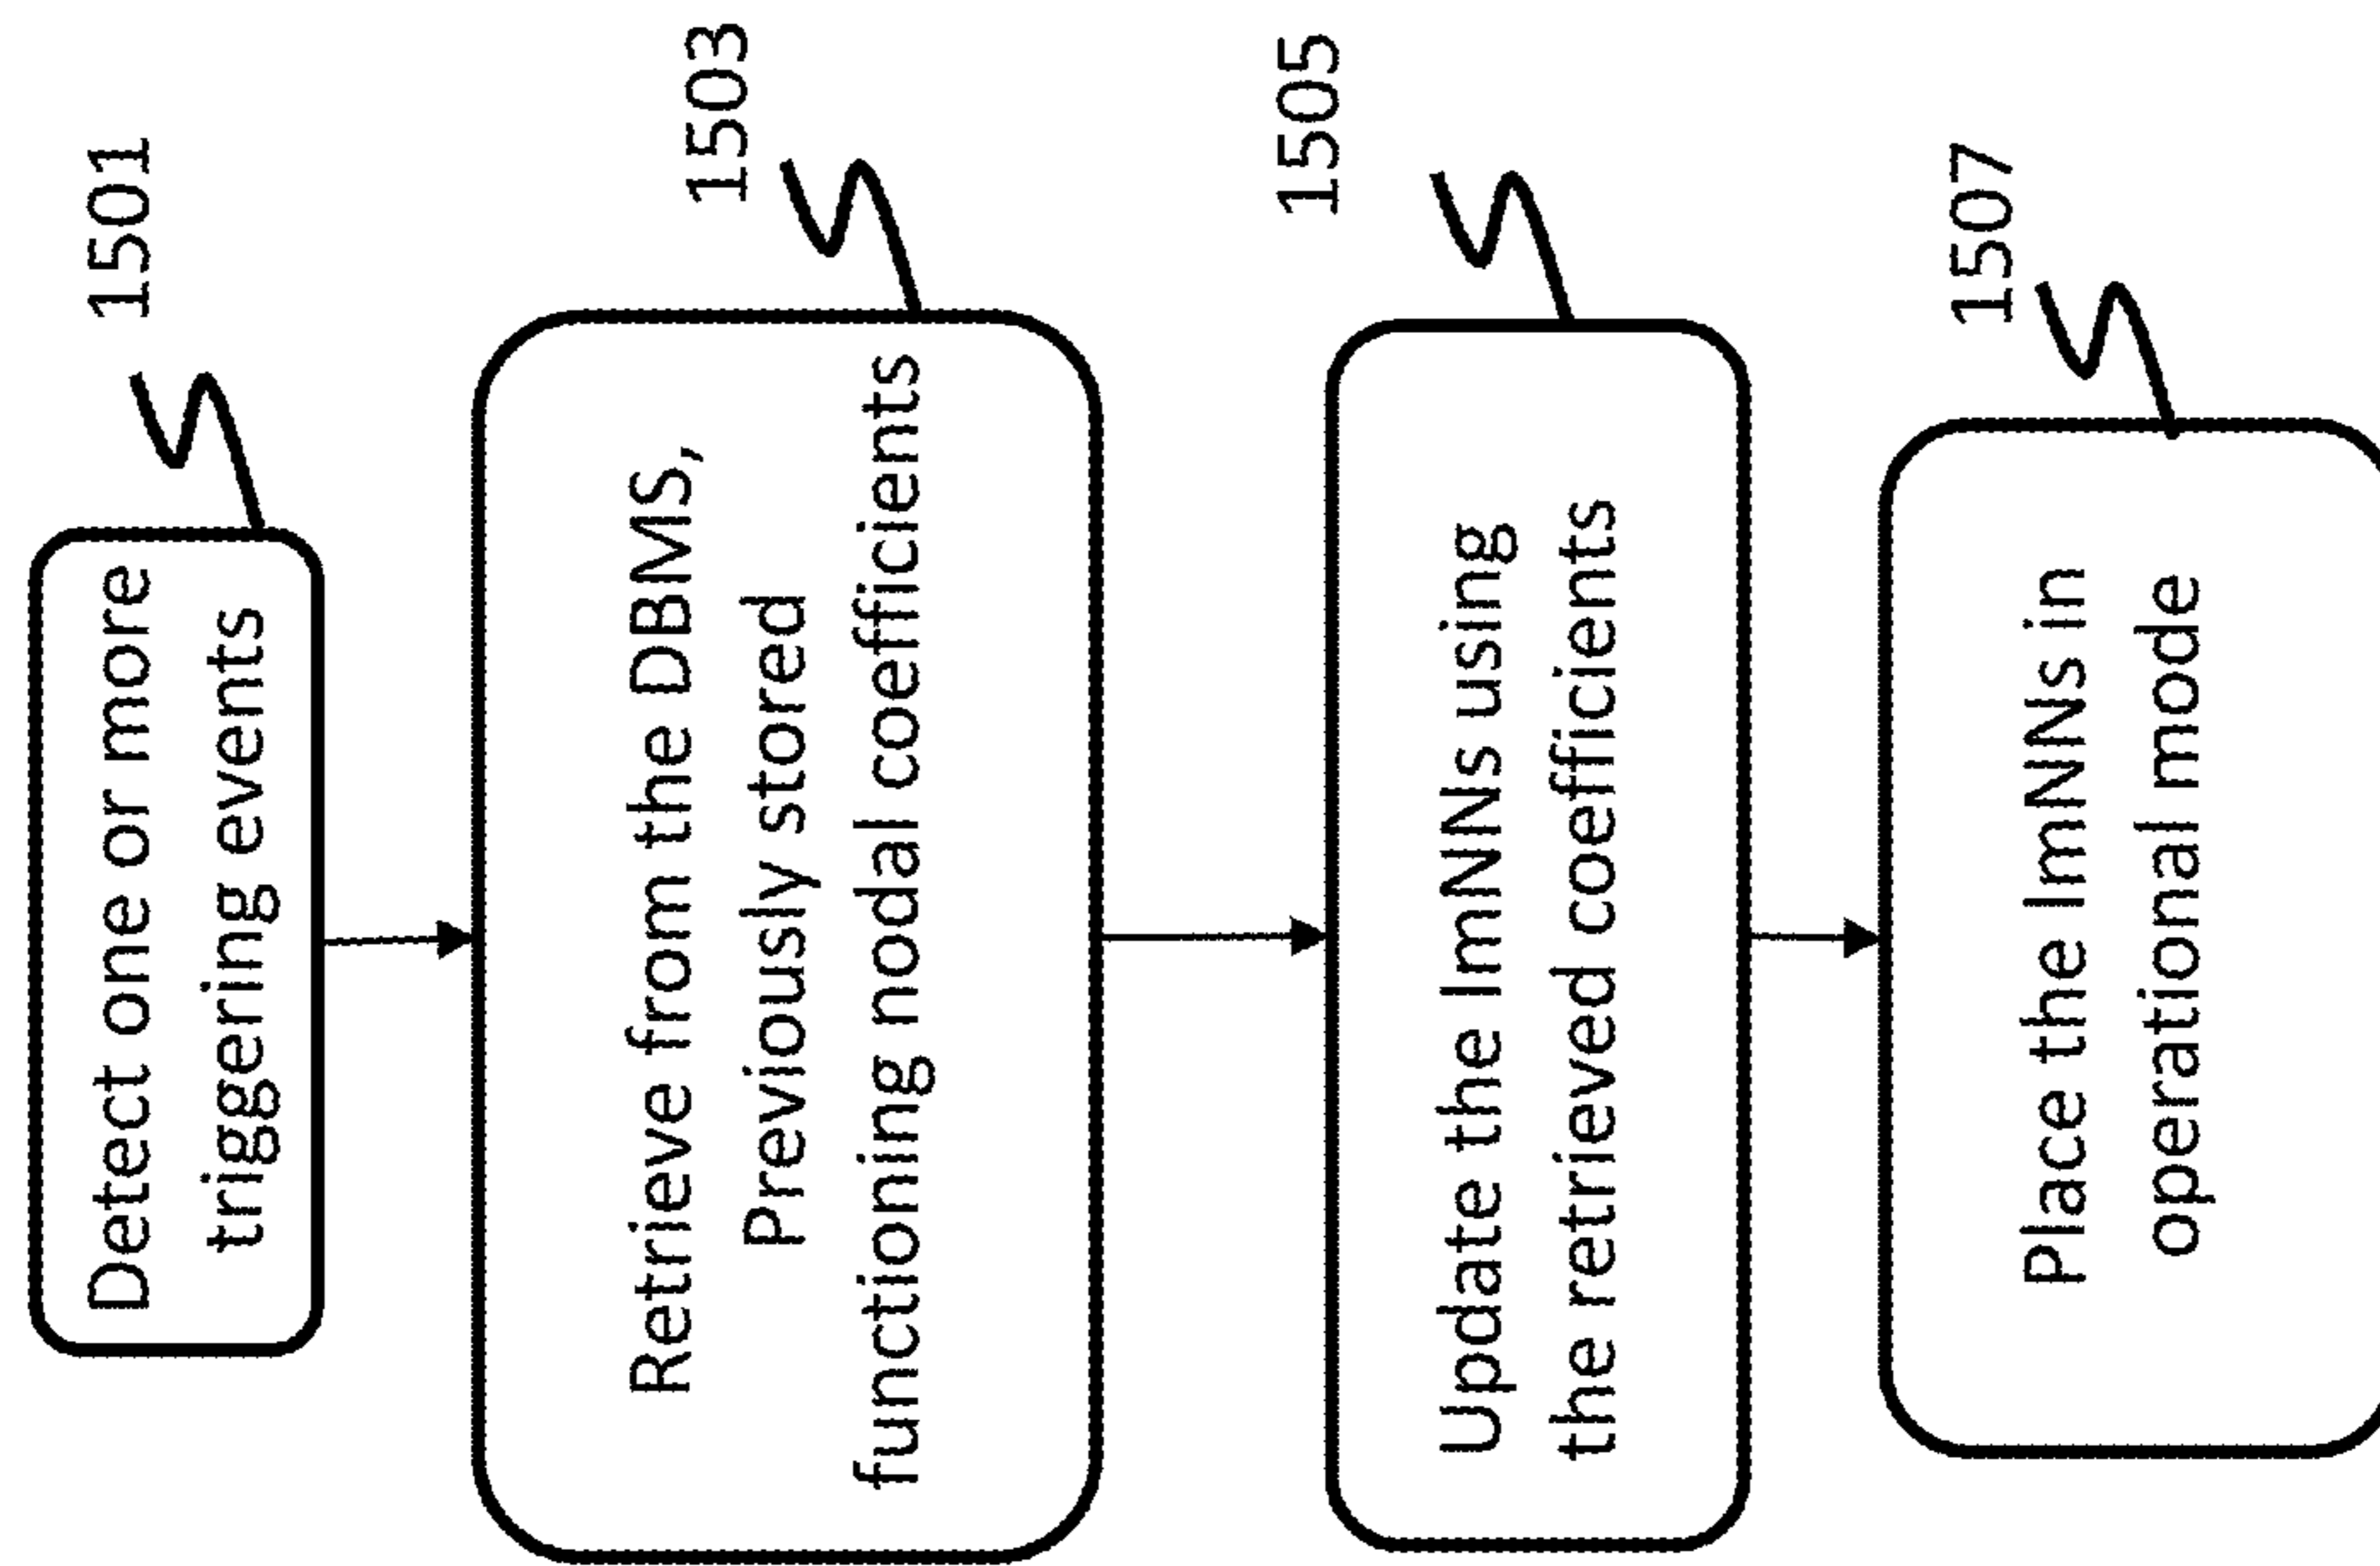 Detect one or more
triggering events
1501
Retrieve from the DBMS,
Previously stored
functioning nodal coefficients
1503
Update the ImNNs using
the retrieved coefficients
1505
Place the ImNNs in
operational mode
1507